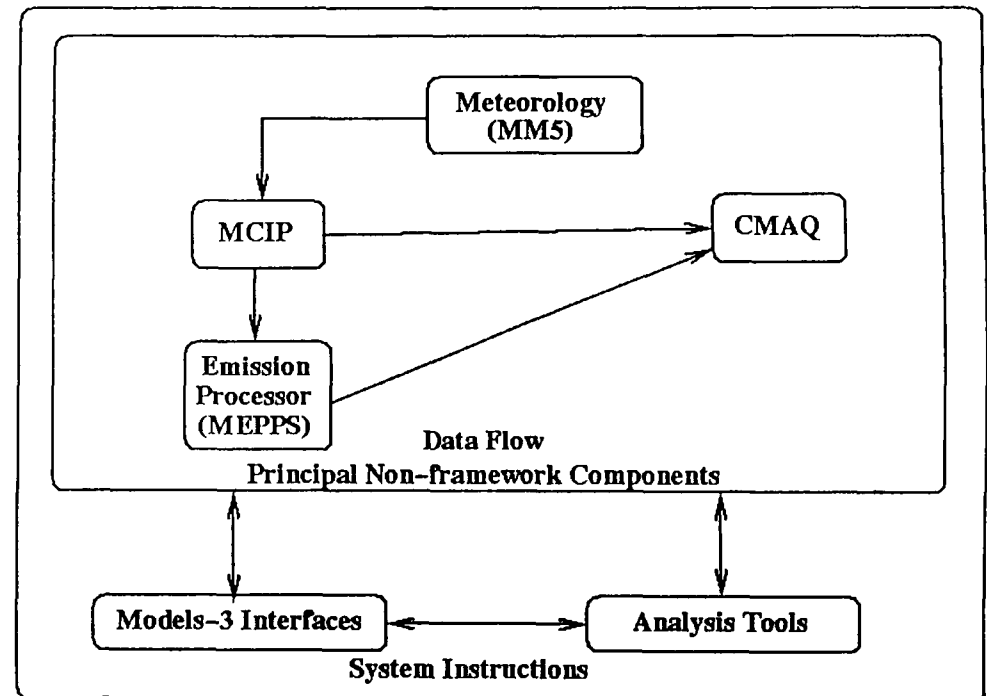 Meteorology
(MM5)
MCIP
CMAQ
Emission
Processor
(MEPPS)
Data Flow
Principal Non-framework Components
Models-3 Interfaces
Analysis Tools
System Instructions